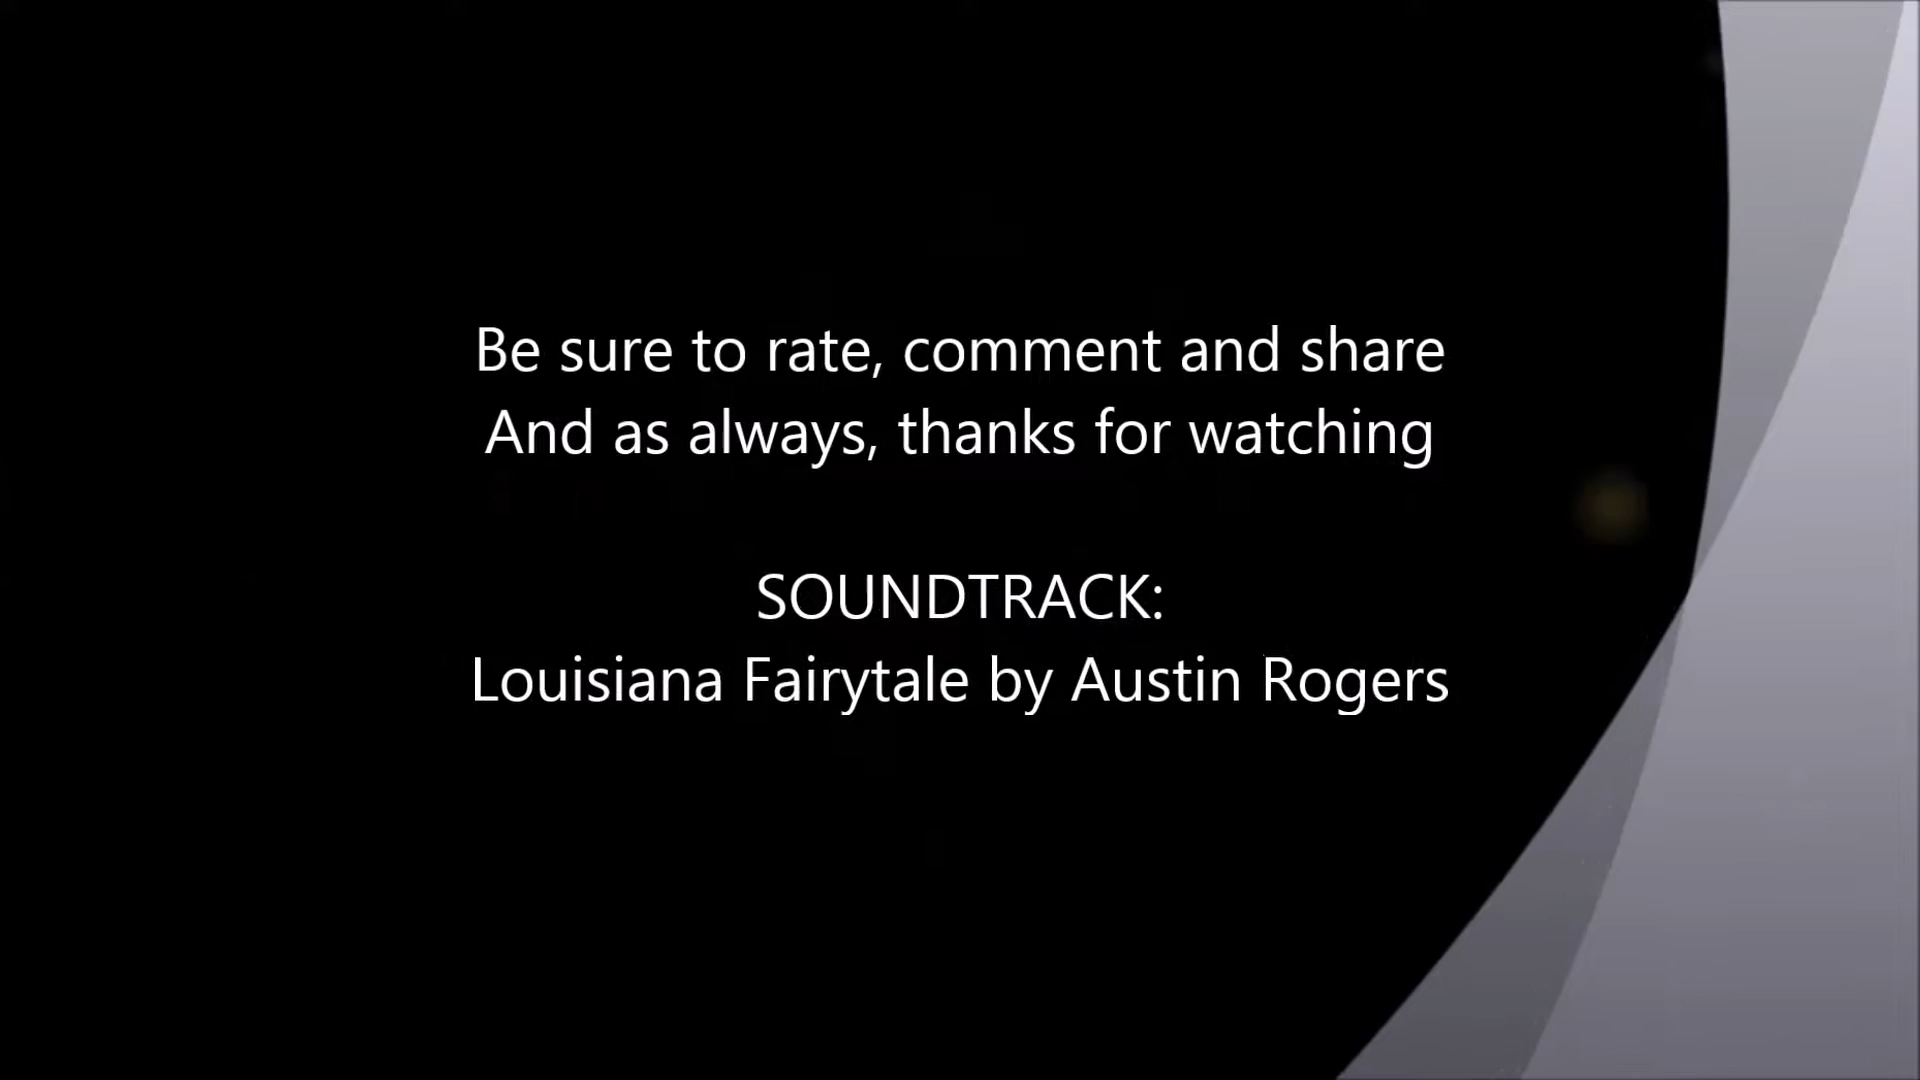 Be sure to rate, comment and share
And as always, thanks for watching
SOUNDTRACK:
Louisiana Fairytale by Austin Rogers